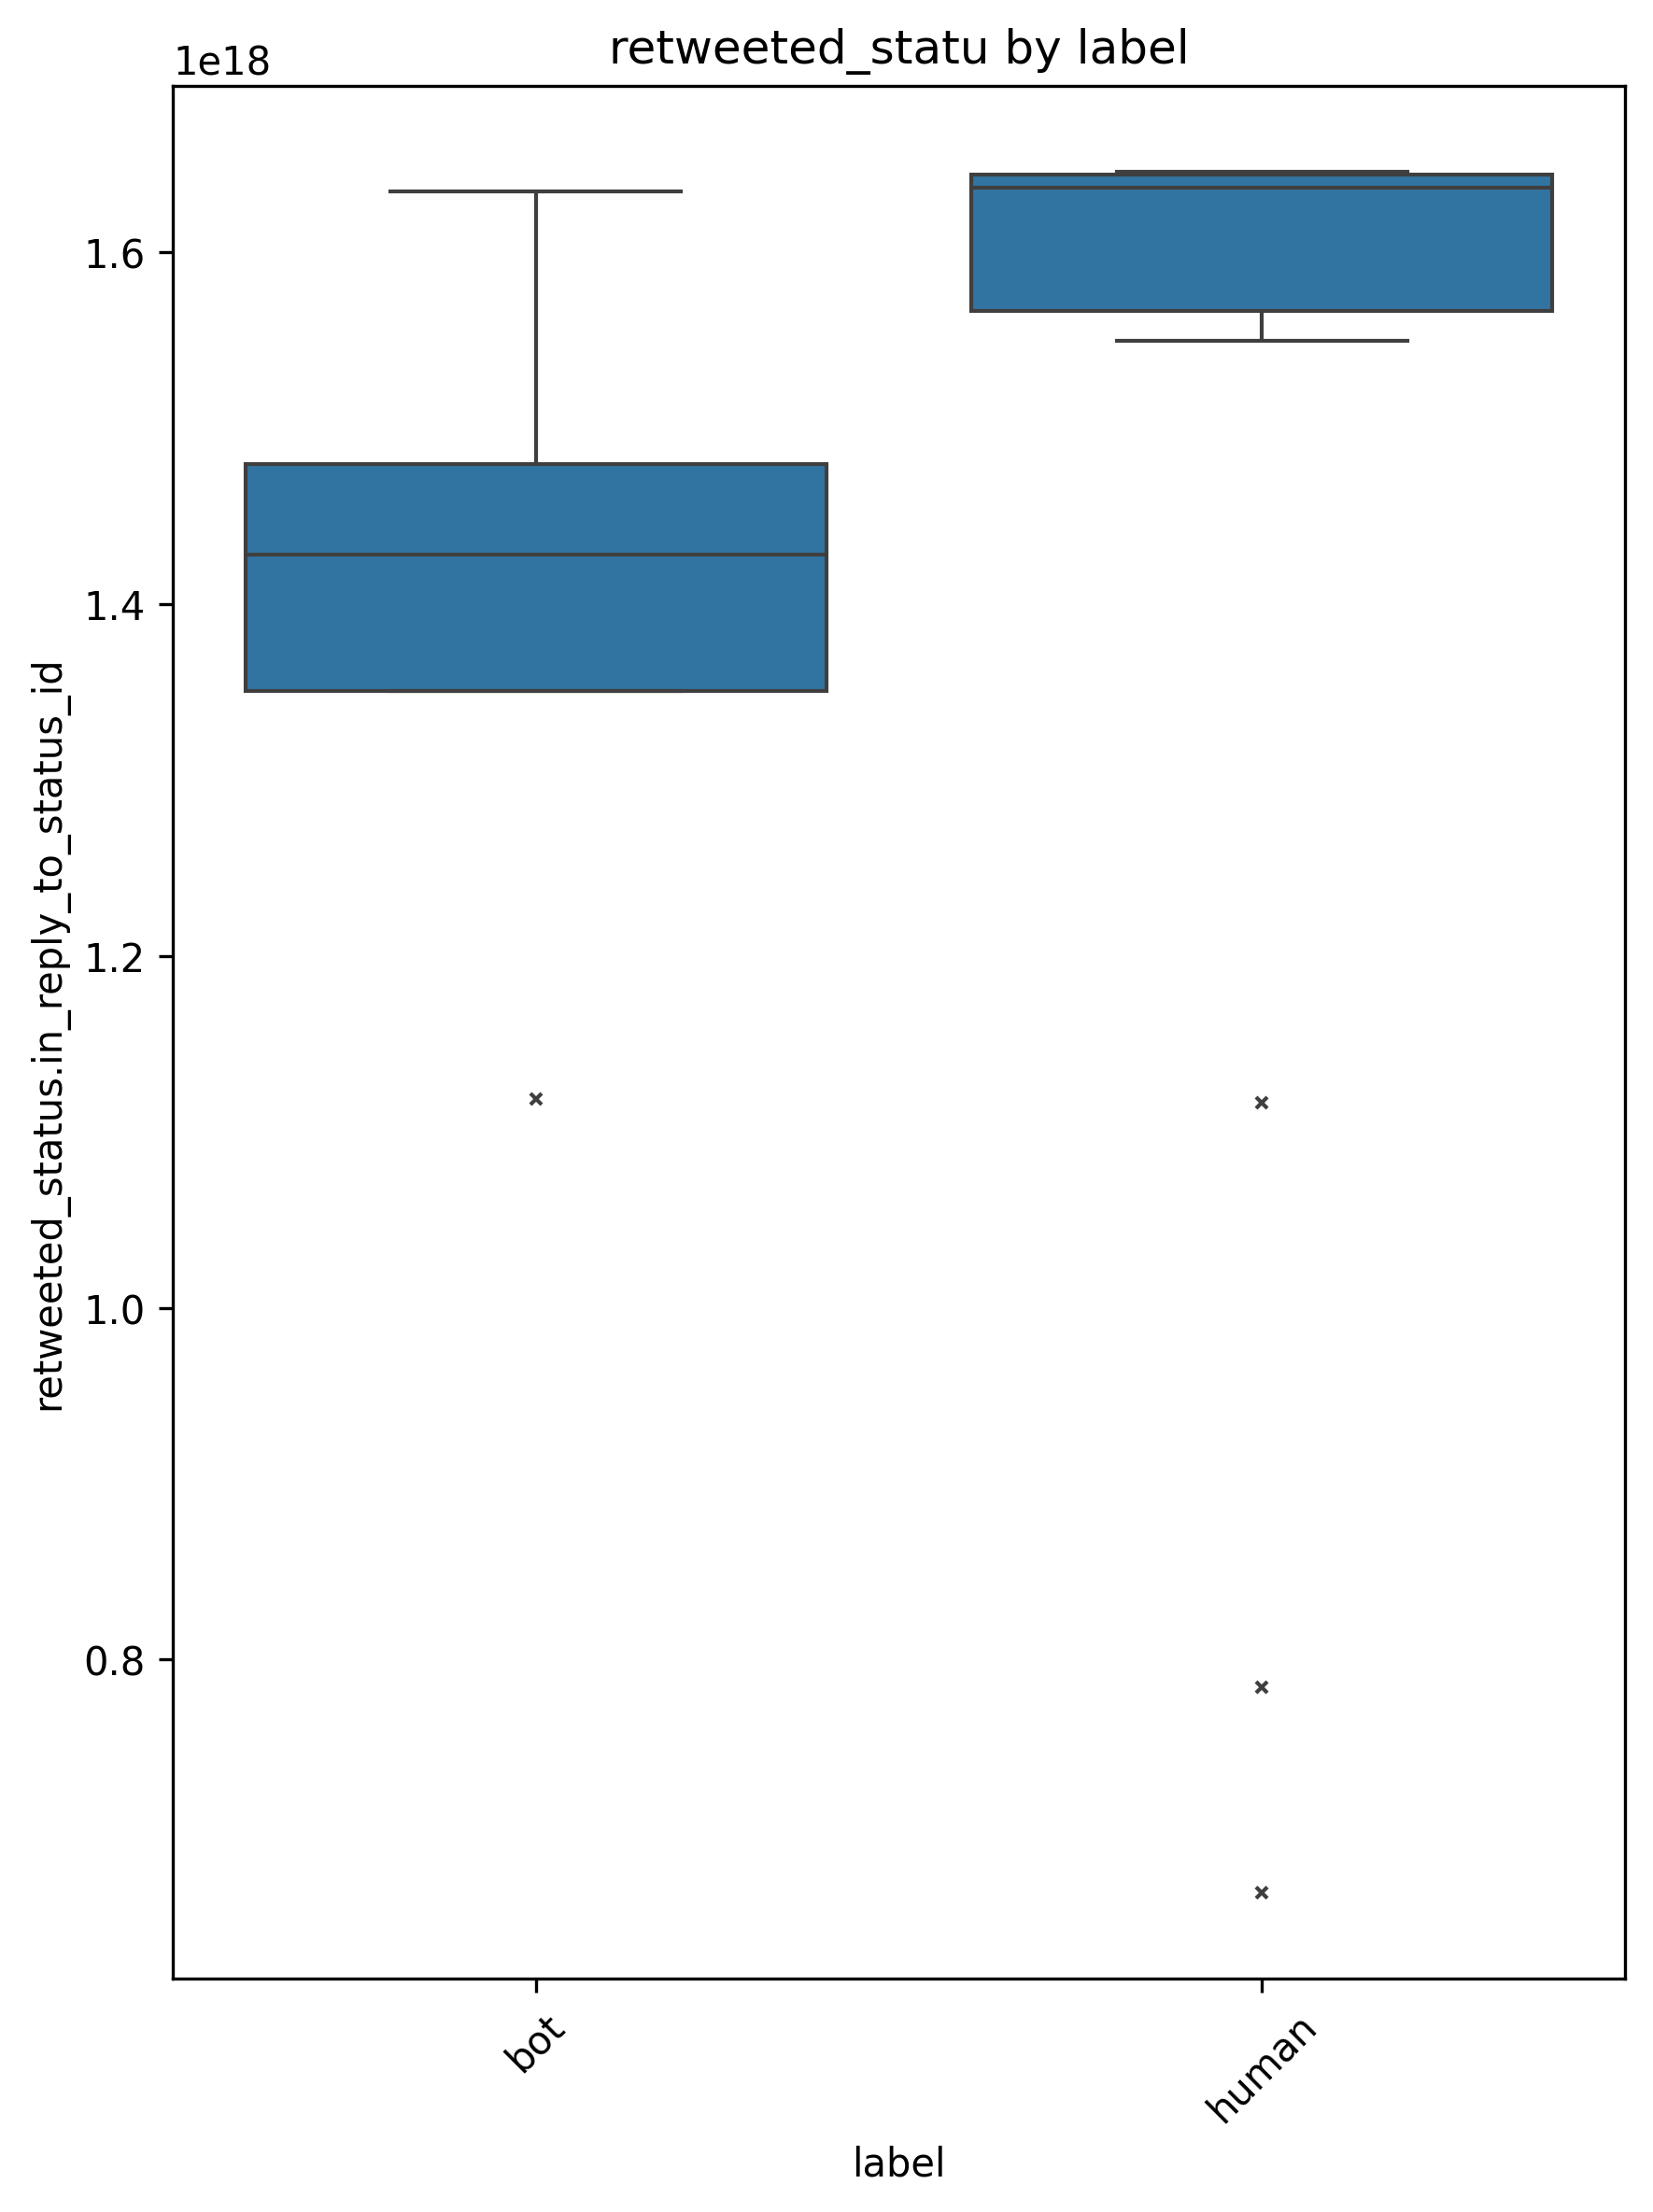 retweeted_statu by label
1e18
1.6
1.4
1.2
1.0
0.8
retweeted_status.in_reply_to_status_id
bot
human
label